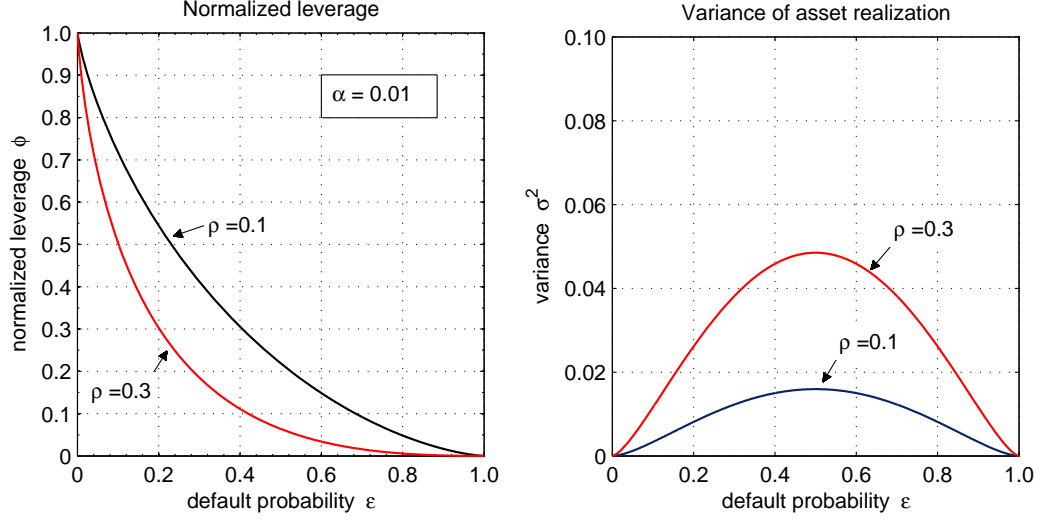 Normalized leverage
1.0
0.9
0.8
0.7
0.6
0.5
0.4
0.3
0.2
0.1
0
α = 0.01
ρ =0.1
ρ =0.3
normalized leverage ϕ
0.2 0.4 0.6 0.8 1.0
default probability ε
Variance of asset realization
0.10
0.08
0.06
0.04
0.02
0
ρ =0.3
ρ =0.1
variance σ²
0 0.2 0.4 0.6 0.8 1.0
default probability ε